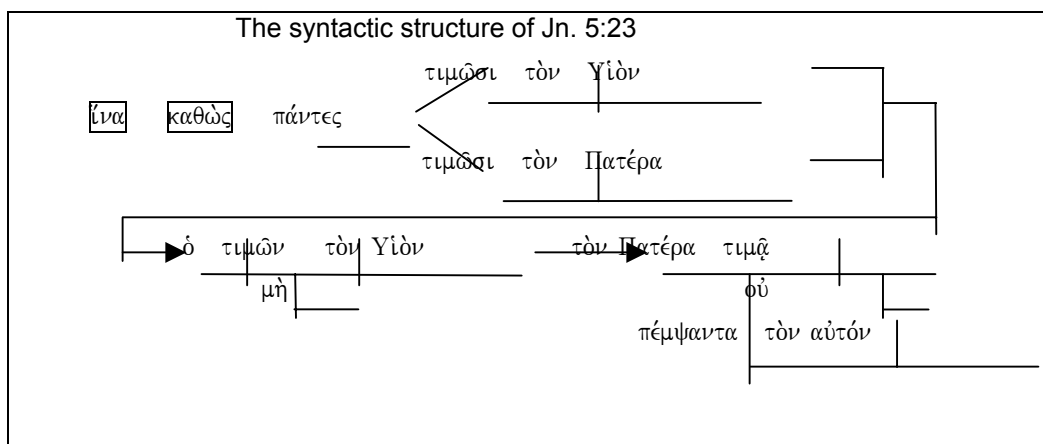 The syntactic structure of Jn. 5:23
τιμῶσι τὸν Υἱὸν
ἵνα καθὼς πάντες
τιμῶσι τὸν Πατέρα
ὁ τιμῶν τὸν Υἱὸν τὸν Πατέρα τιμᾷ
μὴ οὐ
πέμψαντα τὸν αὐτόν